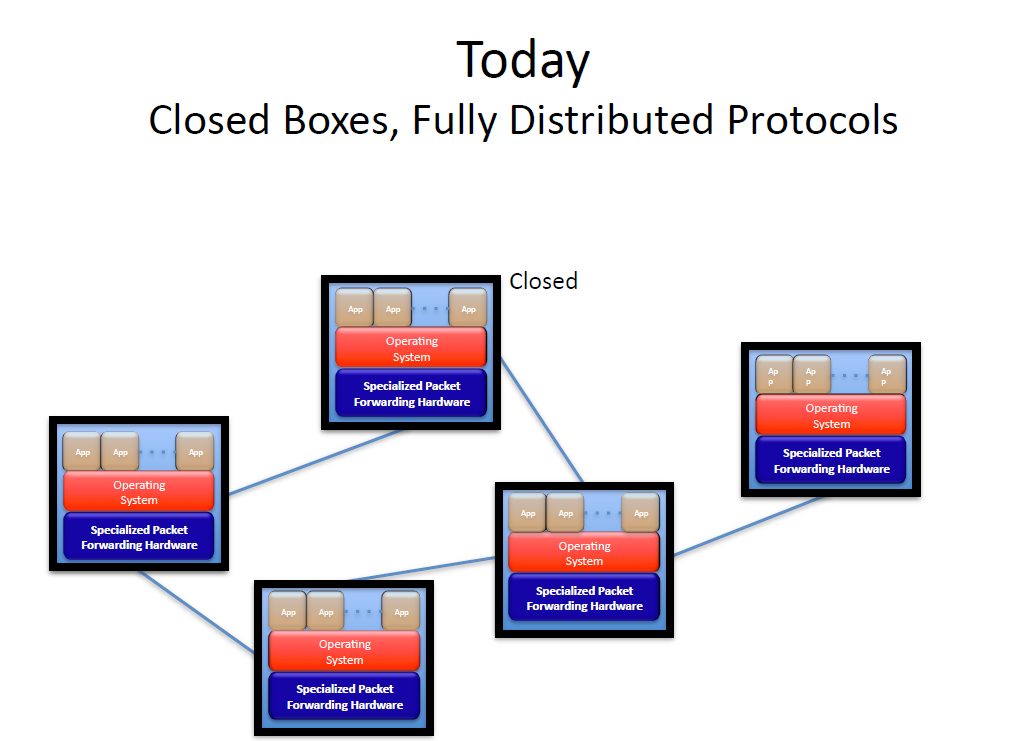 Today
Closed Boxes, Fully Distributed Protocols
Closed
App App App
Operating
System
Specialized Packet
Forwarding Hardware
Ap Ap Ap
p p p
Operating
System
Specialized Packet
Forwarding Hardware
App App App
Operating
System
Specialized Packet
Forwarding Hardware
App App App
Operating
System
Specialized Packet
Forwarding Hardware
App App App
Operating
System
Specialized Packet
Forwarding Hardware